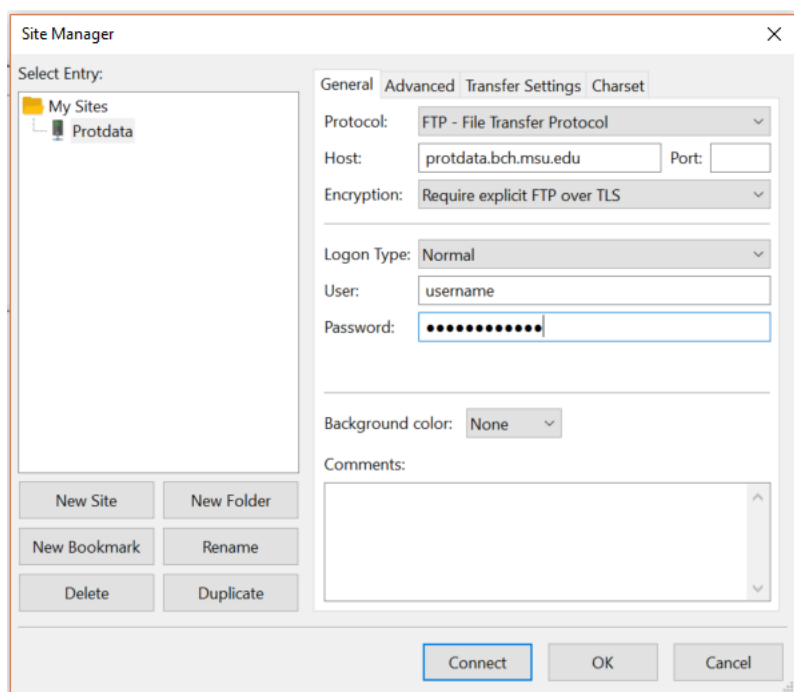 Site Manager
Select Entry:
My Sites
Protdata
New Site
New Folder
New Bookmark
Rename
Delete
Duplicate
General Advanced Transfer Settings Charset
Protocol: FTP - File Transfer Protocol
Host: protdata.bch.msu.edu Port:
Encryption: Require explicit FTP over TLS
Logon Type: Normal
User: username
Password: ●●●●●●●●●●●●
Background color: None
Comments:
Connect OK Cancel